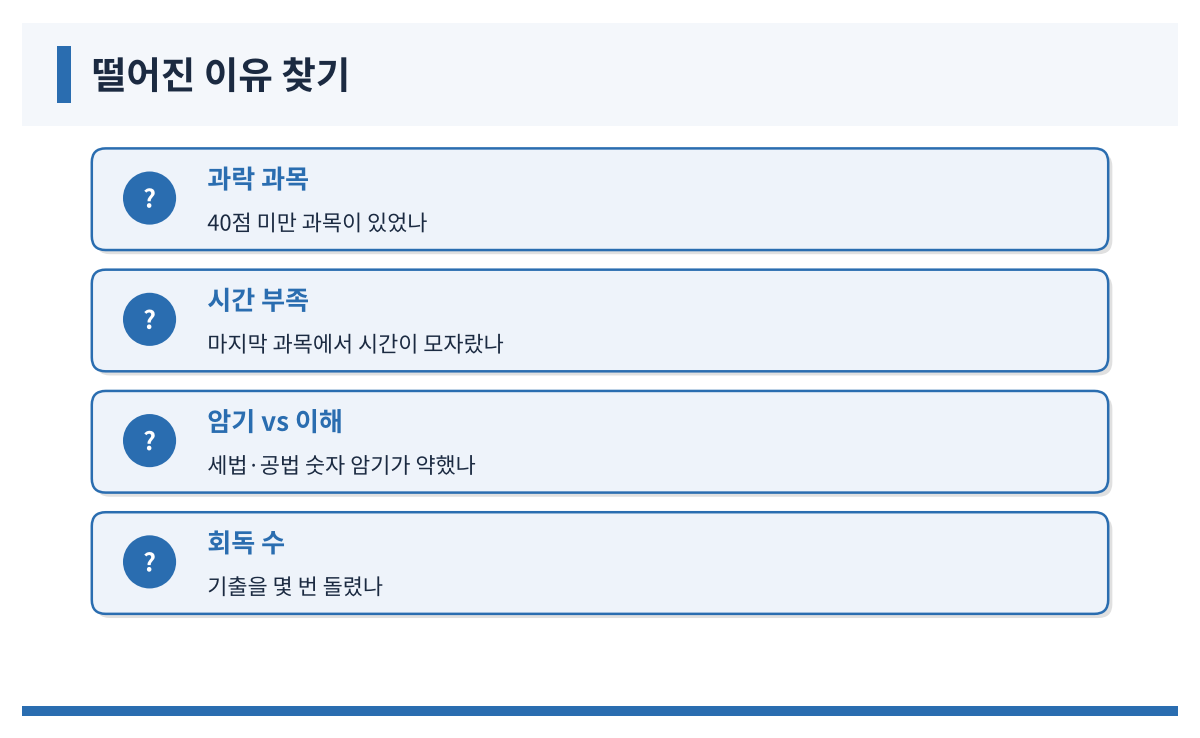 떨어진 이유 찾기
?
과락 과목
40점 미만 과목이 있었나
?
시간 부족
마지막 과목에서 시간이 모자랐나
?
암기 vs 이해
세법·공법 숫자 암기가 약했나
?
회독 수
기출을 몇 번 돌렸나